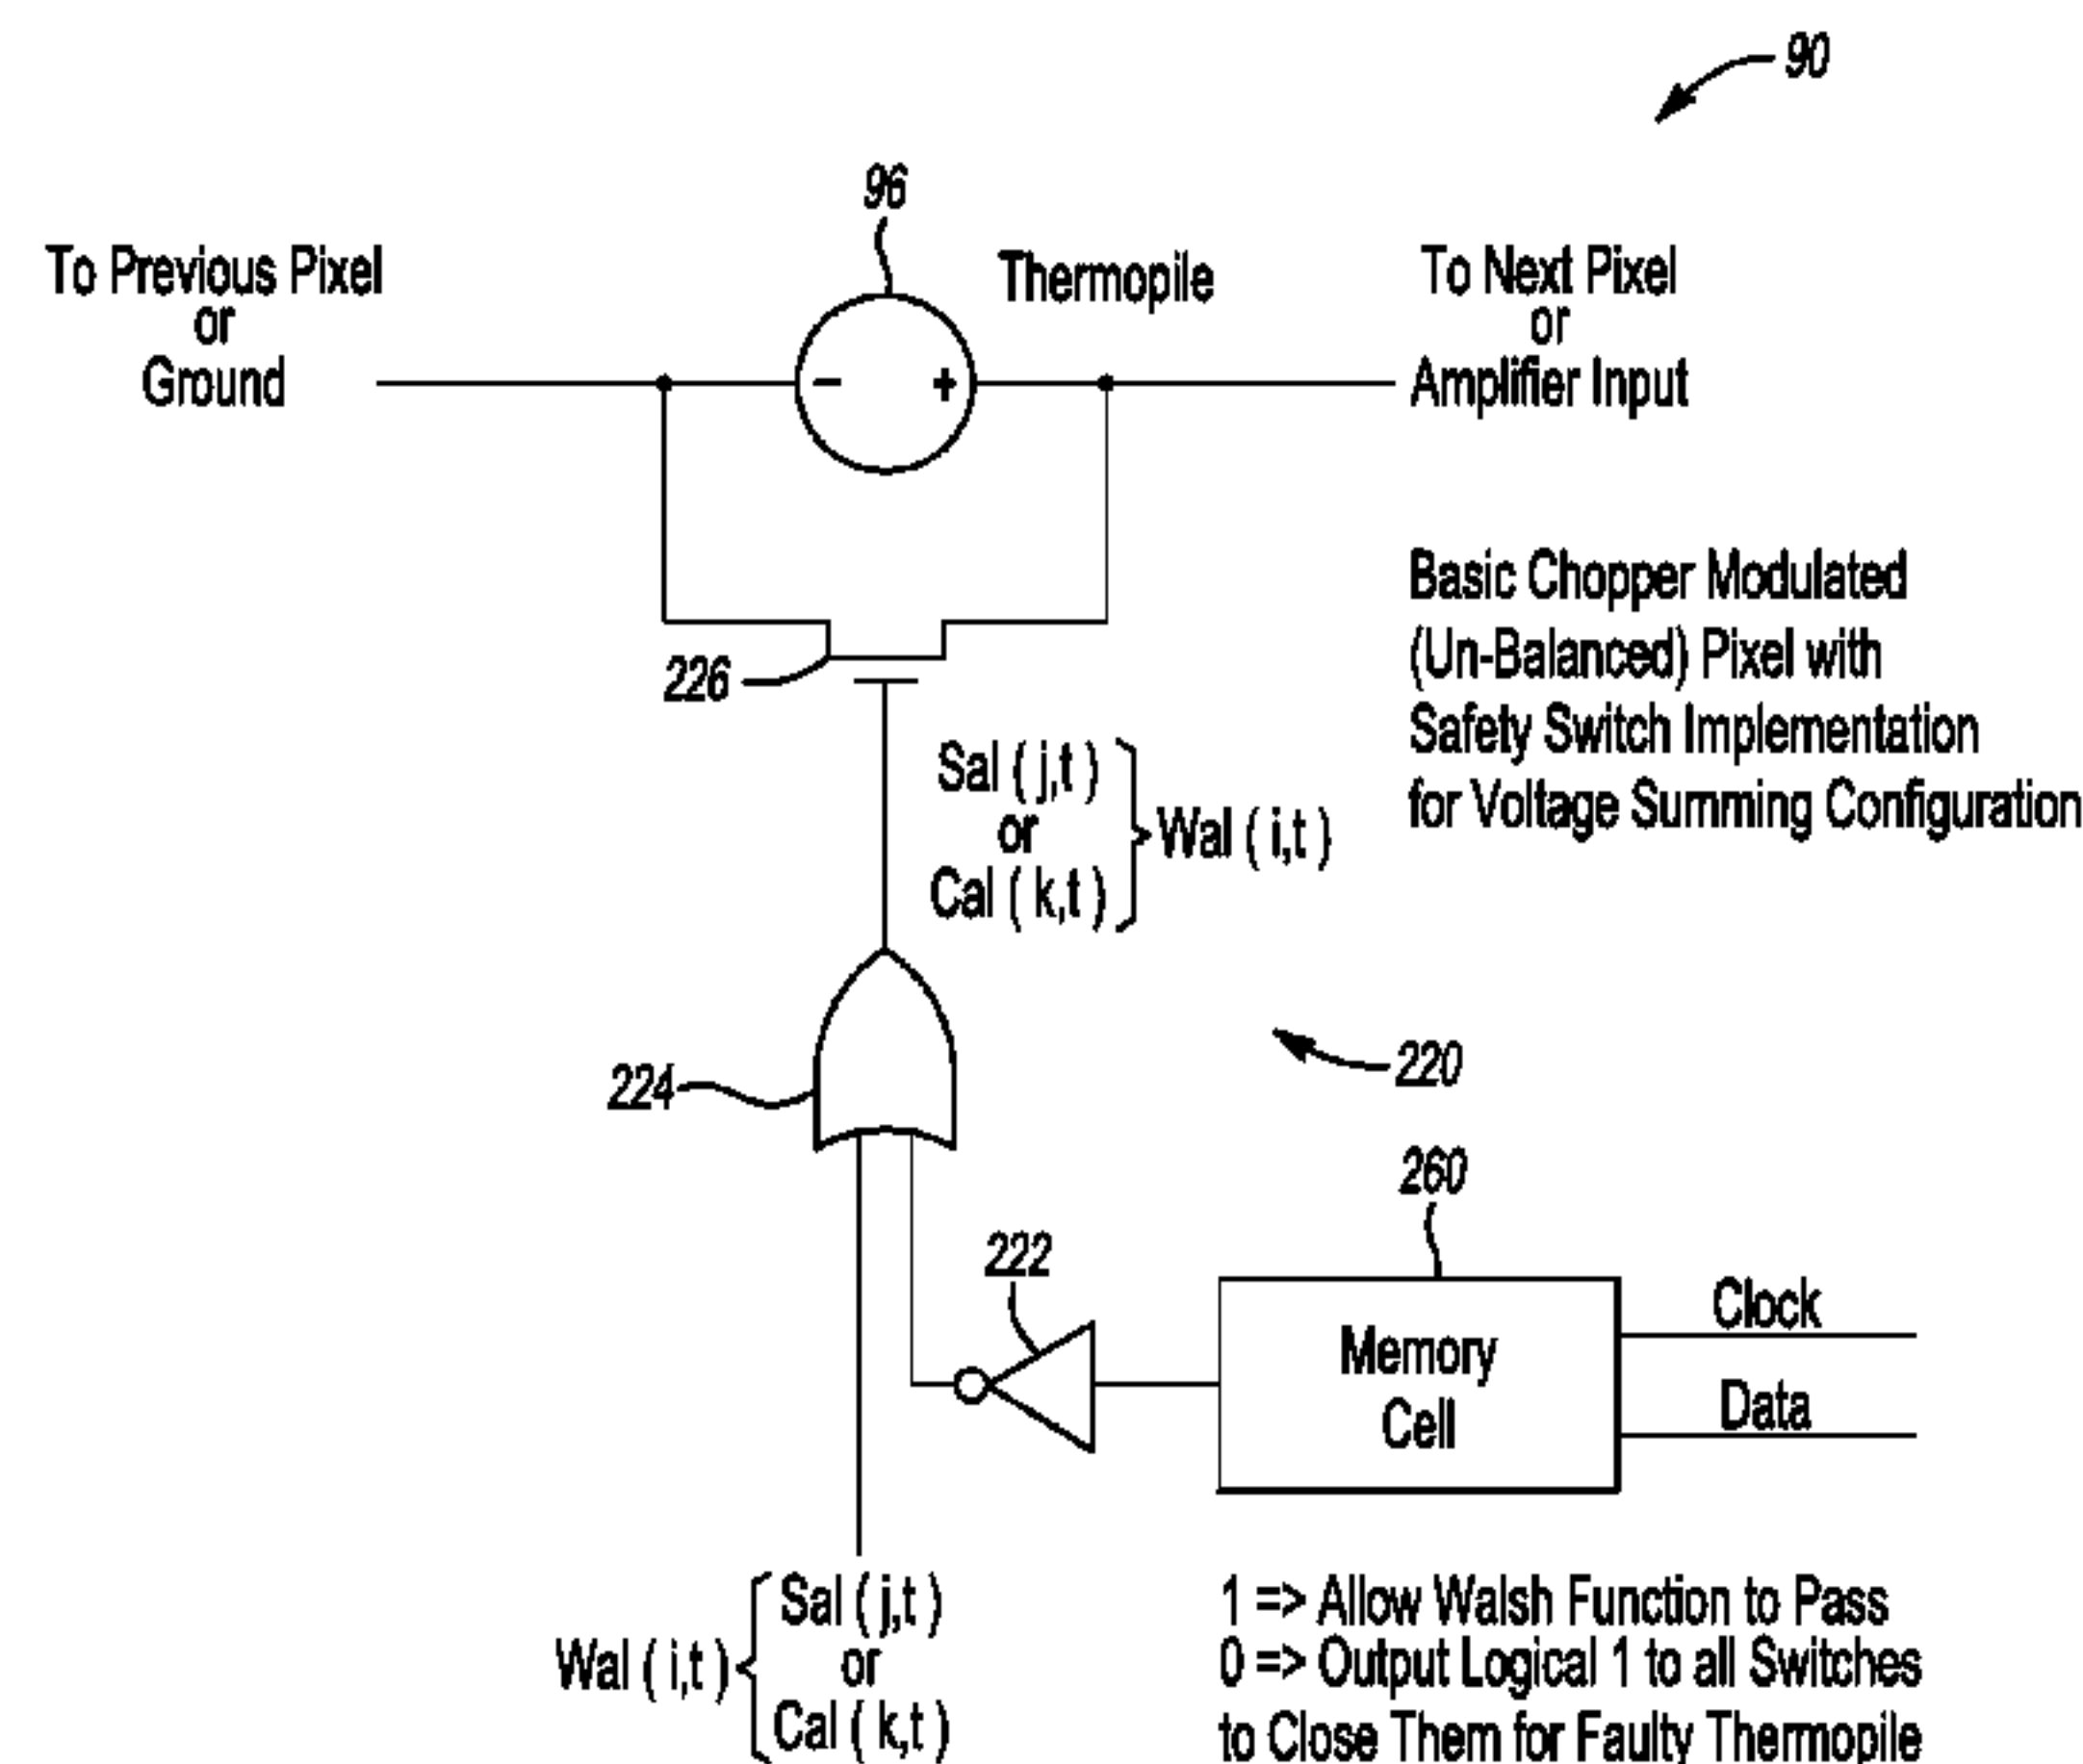 90
96
To Previous Pixel
or
Ground
Thermopile
To Next Pixel
or
Amplifier Input
- +
226
Basic Chopper Modulated
(Un-Balanced) Pixel with
Safety Switch Implementation
for Voltage Summing Configuration
Sal ( j,t )
or
Cal ( k,t )
Wal ( i,t )
224
220
260
222
Memory
Cell
Clock
Data
Wal ( i,t )
Sal ( j,t )
or
Cal ( k,t )
1 => Allow Walsh Function to Pass
0 => Output Logical 1 to all Switches
to Close Them for Faulty Thermopile